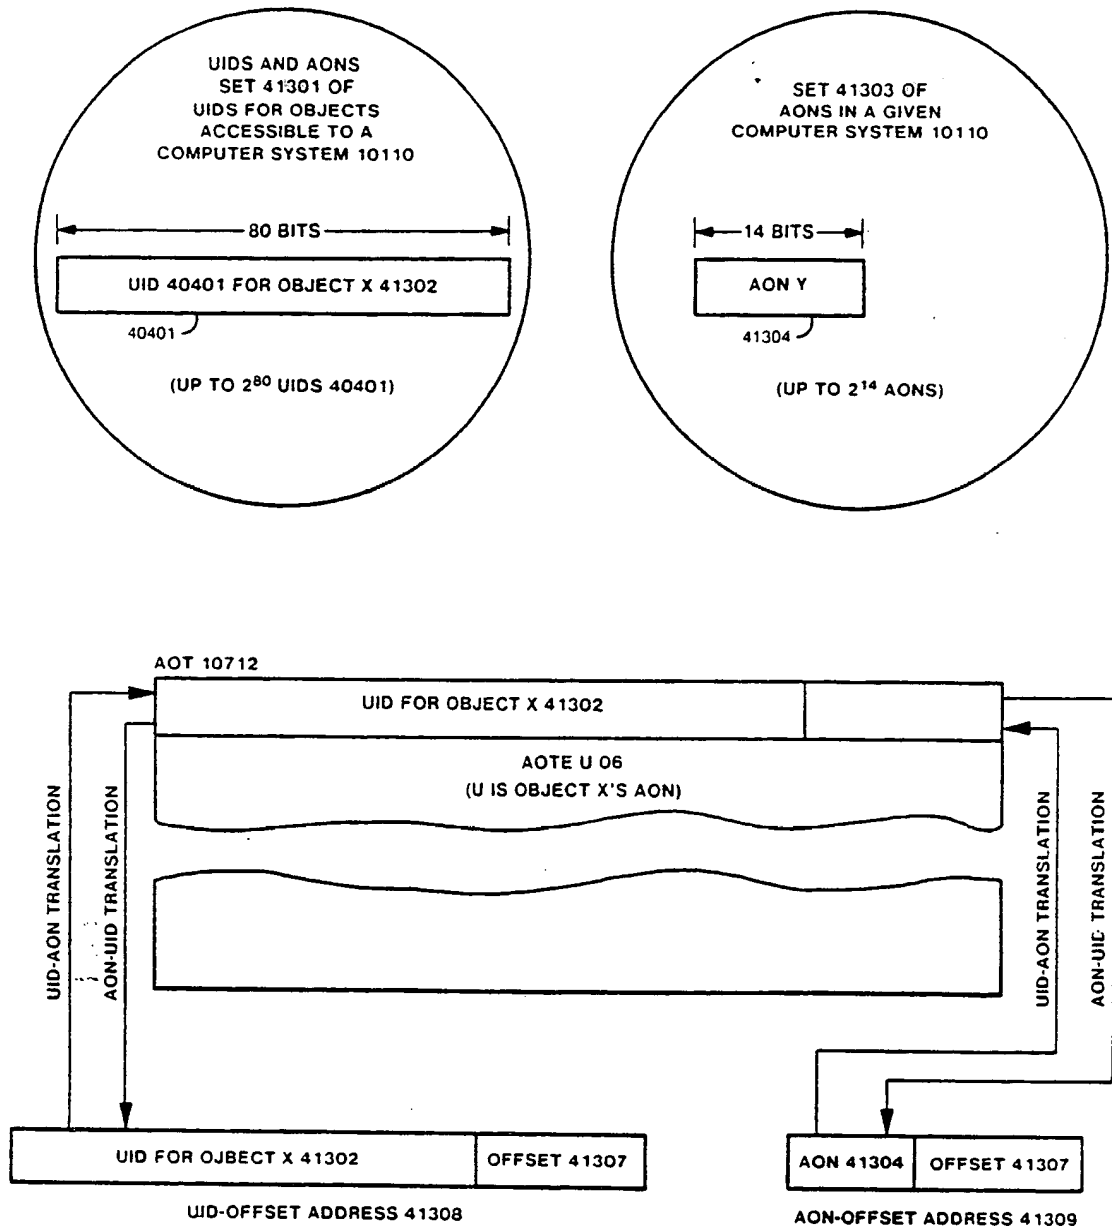 UIDS AND AONS
SET 41301 OF
UIDS FOR OBJECTS
ACCESSIBLE TO A
COMPUTER SYSTEM 10110
80 BITS
UID 40401 FOR OBJECT X 41302
40401
(UP TO 2⁸⁰ UIDS 40401)
SET 41303 OF
AONS IN A GIVEN
COMPUTER SYSTEM 10110
14 BITS
AON Y
41304
(UP TO 2¹⁴ AONS)
AOT 10712
UID FOR OBJECT X 41302
AOTE U 06
(U IS OBJECT X'S AON)
UID-AON TRANSLATION
AON-UID TRANSLATION
UID-AON TRANSLATION
AON-UID TRANSLATION
UID FOR OJBECT X 41302
OFFSET 41307
UID-OFFSET ADDRESS 41308
AON 41304
OFFSET 41307
AON-OFFSET ADDRESS 41309